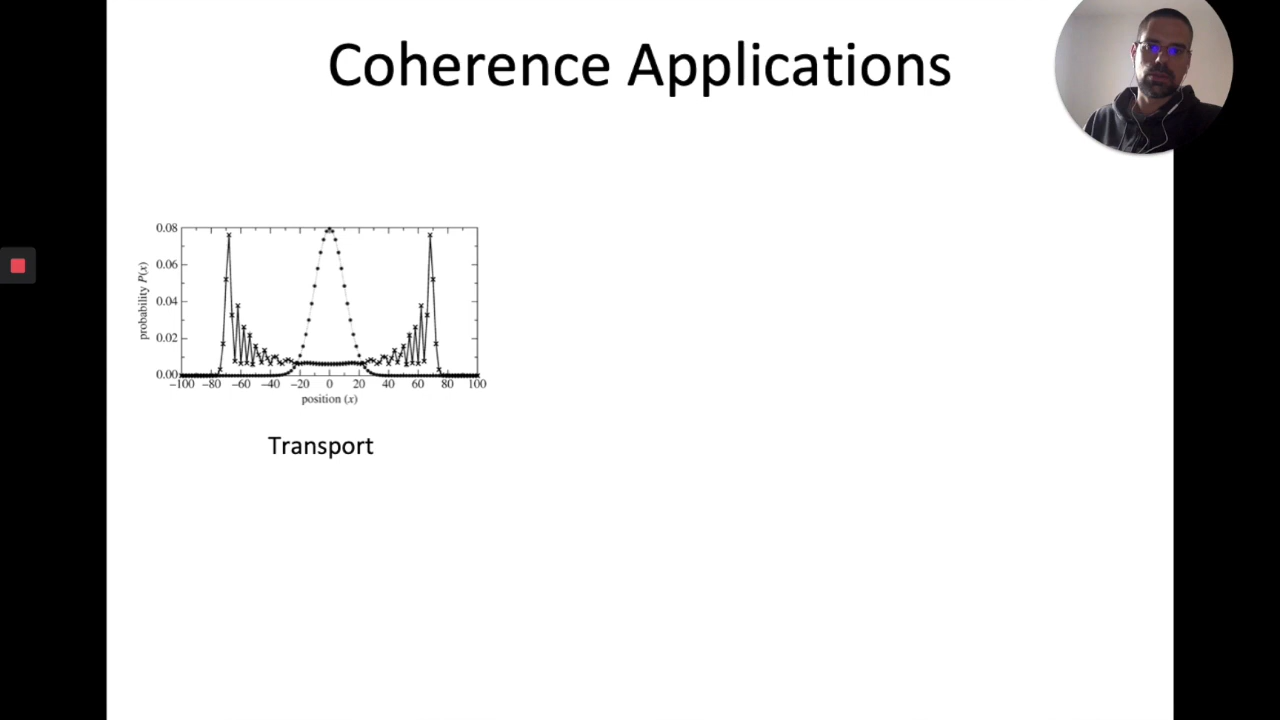 Coherence Applications
0.08
0.06
0.04
0.02
0.00
probability P(x)
−100 −80 −60 −40 −20 0 20 40 60 80 100
position (x)
Transport